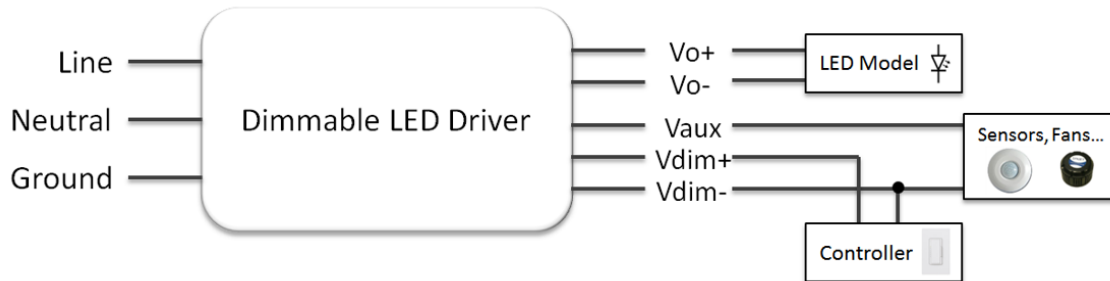 Line
Neutral
Ground
Dimmable LED Driver
Vo+
Vo-
Vaux
Vdim+
Vdim-
LED Model
Sensors, Fans...
Controller